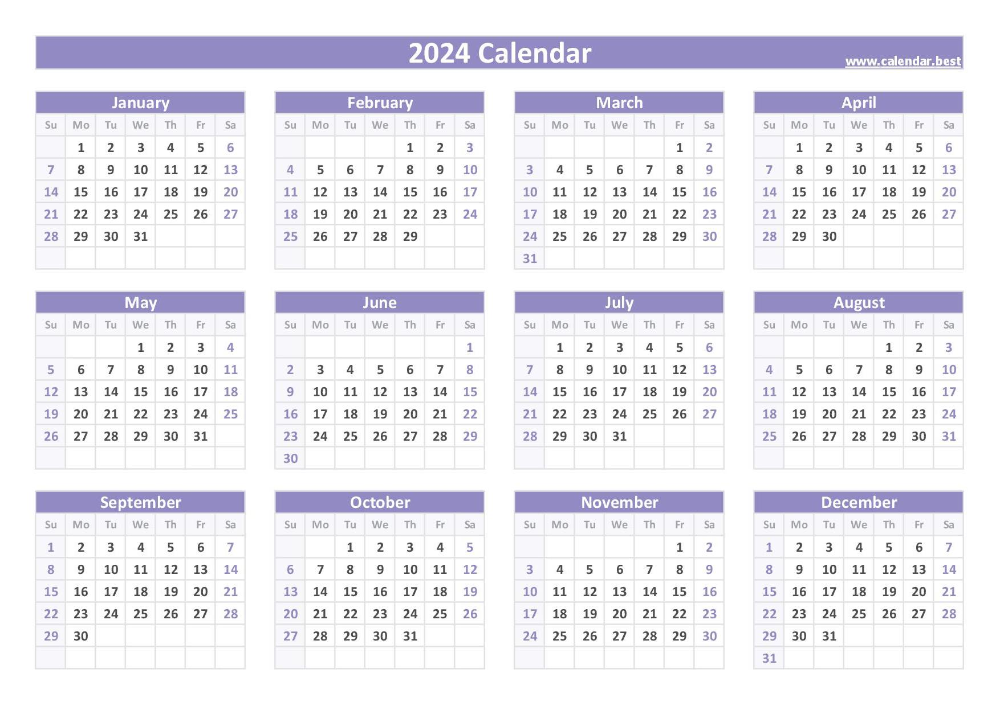 2024 Calendar
www.calendar.best
January February March April
Su Mo Tu We Th Fr Sa Su Mo Tu We Th Fr Sa Su Mo Tu We Th Fr Sa Su Mo Tu We Th Fr Sa
1 2 3 4 5 6 1 2 3 1 2 1 2 3 4 5 6
7 8 9 10 11 12 13 4 5 6 7 8 9 10 3 4 5 6 7 8 9 7 8 9 10 11 12 13
14 15 16 17 18 19 20 11 12 13 14 15 16 17 10 11 12 13 14 15 16 14 15 16 17 18 19 20
21 22 23 24 25 26 27 18 19 20 21 22 23 24 17 18 19 20 21 22 23 21 22 23 24 25 26 27
28 29 30 31 25 26 27 28 29 24 25 26 27 28 29 30 28 29 30
31
May June July August
Su Mo Tu We Th Fr Sa Su Mo Tu We Th Fr Sa Su Mo Tu We Th Fr Sa Su Mo Tu We Th Fr Sa
1 2 3 4 1 1 2 3 4 5 6 1 2 3
5 6 7 8 9 10 11 2 3 4 5 6 7 8 7 8 9 10 11 12 13 4 5 6 7 8 9 10
12 13 14 15 16 17 18 9 10 11 12 13 14 15 14 15 16 17 18 19 20 11 12 13 14 15 16 17
19 20 21 22 23 24 25 16 17 18 19 20 21 22 21 22 23 24 25 26 27 18 19 20 21 22 23 24
26 27 28 29 30 31 23 24 25 26 27 28 29 28 29 30 31 25 26 27 28 29 30 31
30
September October November December
Su Mo Tu We Th Fr Sa Su Mo Tu We Th Fr Sa Su Mo Tu We Th Fr Sa Su Mo Tu We Th Fr Sa
1 2 3 4 5 6 7 1 2 3 4 5 1 2 1 2 3 4 5 6 7
8 9 10 11 12 13 14 6 7 8 9 10 11 12 3 4 5 6 7 8 9 8 9 10 11 12 13 14
15 16 17 18 19 20 21 13 14 15 16 17 18 19 10 11 12 13 14 15 16 15 16 17 18 19 20 21
22 23 24 25 26 27 28 20 21 22 23 24 25 26 17 18 19 20 21 22 23 22 23 24 25 26 27 28
29 30 27 28 29 30 31 24 25 26 27 28 29 30 29 30 31
31